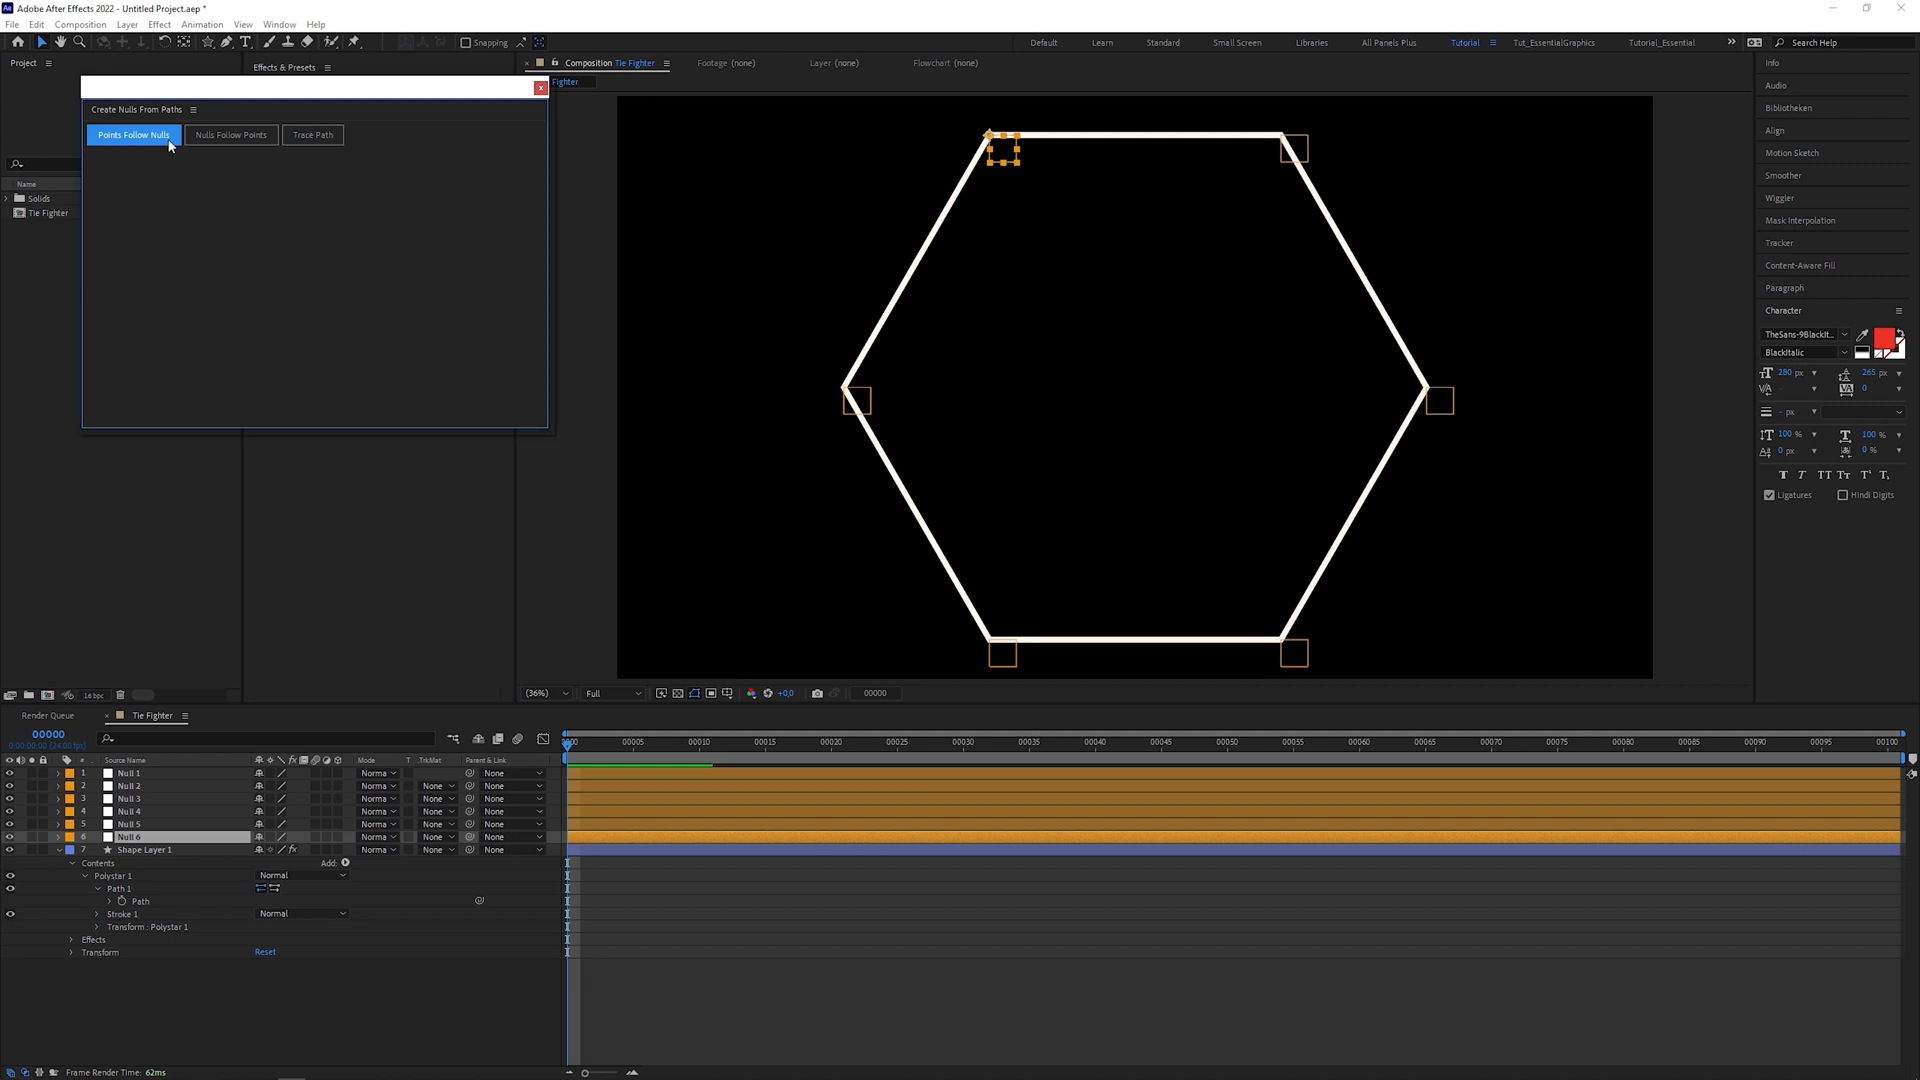 Adobe After Effects 2022 - Untitled Project.aep *
File Edit Composition Layer Effect Animation View Window Help
Snapping
Default Learn Standard Small Screen Libraries All Panels Plus Tutorial Tut_EssentialGraphics Tutorial_Essential Search Help
Project
Effects & Presets
Composition Tie Fighter
Footage (none)
Layer (none)
Flowchart (none)
Fighter
Create Nulls From Paths
Points Follow Nulls Nulls Follow Points Trace Path
Name
Solids
Tie Fighter
Info
Audio
Bibliotheken
Align
Motion Sketch
Smoother
Wiggler
Mask Interpolation
Tracker
Content-Aware Fill
Paragraph
Character
TheSans-9BlackIt...
BlackItalic
280 px 265 px
- 0
- px
100 % 100 %
0 px 0 %
T T TT Tt T¹ T₁
Ligatures Hindi Digits
16 bpc
(36%) Full +0,0 00000
Render Queue Tie Fighter
00000
0:00:00:00 (24.00 fps)
00005 00010 00015 00020 00025 00030 00035 00040 00045 00050 00055 00060 00065 00070 00075 00080 00085 00090 00095 00100
# Source Name Mode T .TrkMat Parent & Link
1 Null 1 Norma None
2 Null 2 Norma None None
3 Null 3 Norma None None
4 Null 4 Norma None None
5 Null 5 Norma None None
6 Null 6 Norma None None
7 Shape Layer 1 Norma None None
Contents Add:
Polystar 1 Normal
Path 1
Path
Stroke 1 Normal
Transform : Polystar 1
Effects
Transform Reset
Frame Render Time: 62ms